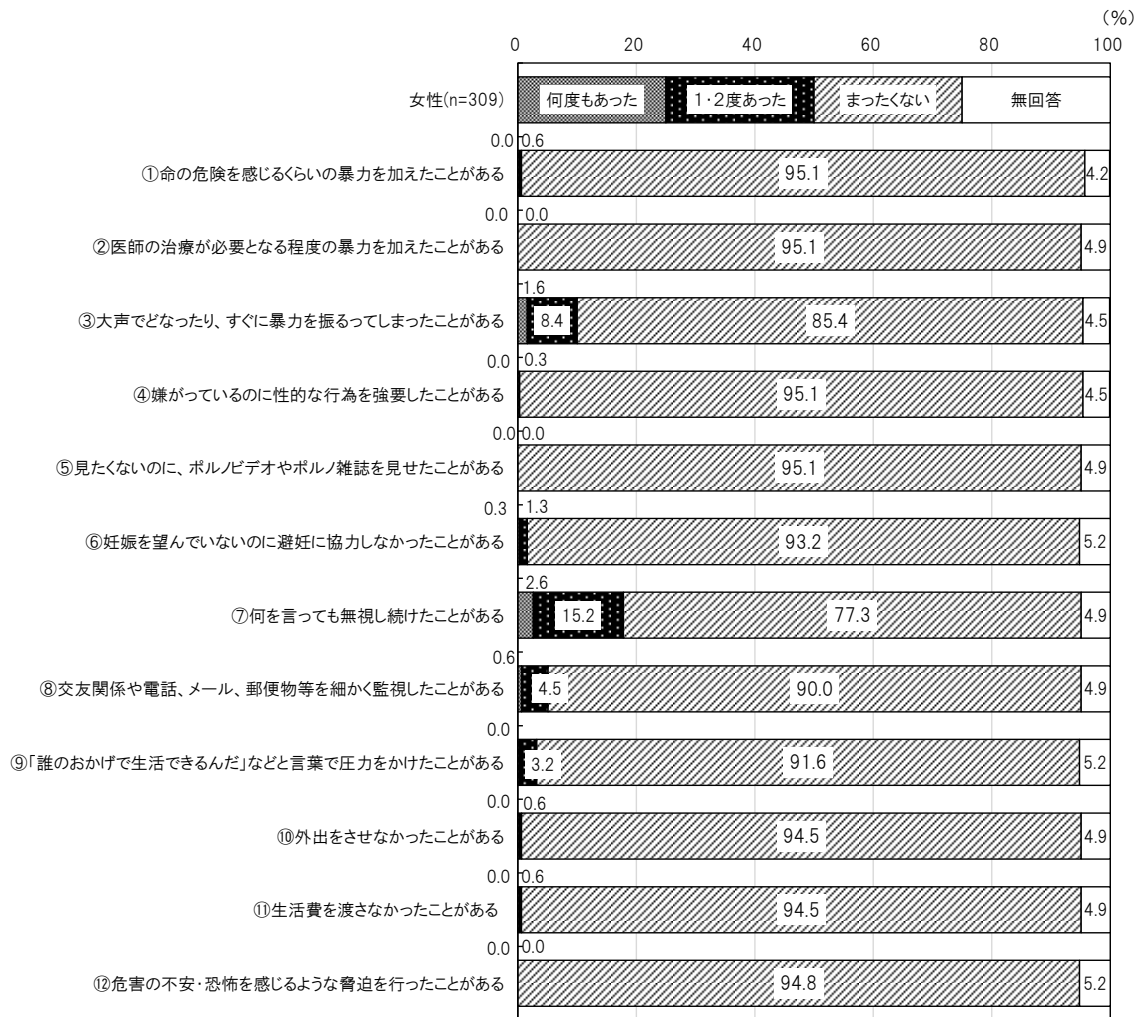 (%)
0 20 40 60 80 100
女性(n=309) 何度もあった 1・2度あった まったくない 無回答
0.0 0.6
①命の危険を感じるくらいの暴力を加えたことがある 95.1 4.2
0.0 0.0
②医師の治療が必要となる程度の暴力を加えたことがある 95.1 4.9
1.6
③大声でどなったり、すぐに暴力を振るってしまったことがある 8.4 85.4 4.5
0.0 0.3
④嫌がっているのに性的な行為を強要したことがある 95.1 4.5
0.0 0.0
⑤見たくないのに、ポルノビデオやポルノ雑誌を見せたことがある 95.1 4.9
0.3 1.3
⑥妊娠を望んでいないのに避妊に協力しなかったことがある 93.2 5.2
2.6
⑦何を言っても無視し続けたことがある 15.2 77.3 4.9
0.6
⑧交友関係や電話、メール、郵便物等を細かく監視したことがある 4.5 90.0 4.9
0.0
⑨「誰のおかげで生活できるんだ」などと言葉で圧力をかけたことがある 3.2 91.6 5.2
0.0 0.6
⑩外出をさせなかったことがある 94.5 4.9
0.0 0.6
⑪生活費を渡さなかったことがある 94.5 4.9
0.0 0.0
⑫危害の不安・恐怖を感じるような脅迫を行ったことがある 94.8 5.2